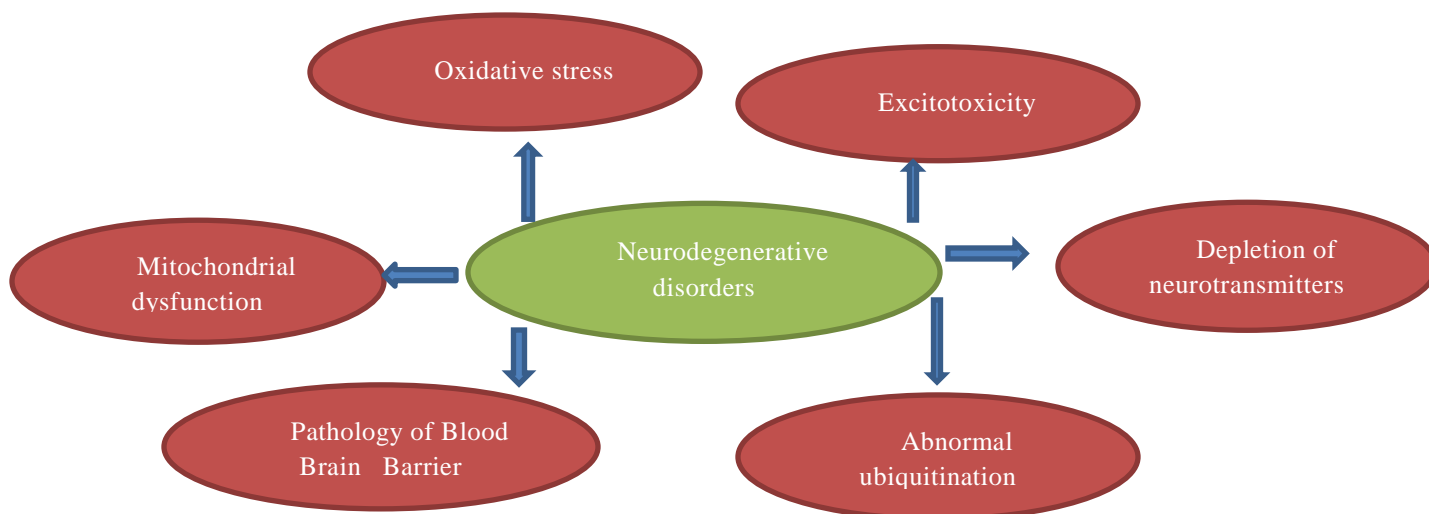 Oxidative stress
Excitotoxicity
Neurodegenerative
disorders
Depletion of
neurotransmitters
Mitochondrial
dysfunction
Pathology of Blood
Brain Barrier
Abnormal
ubiquitination